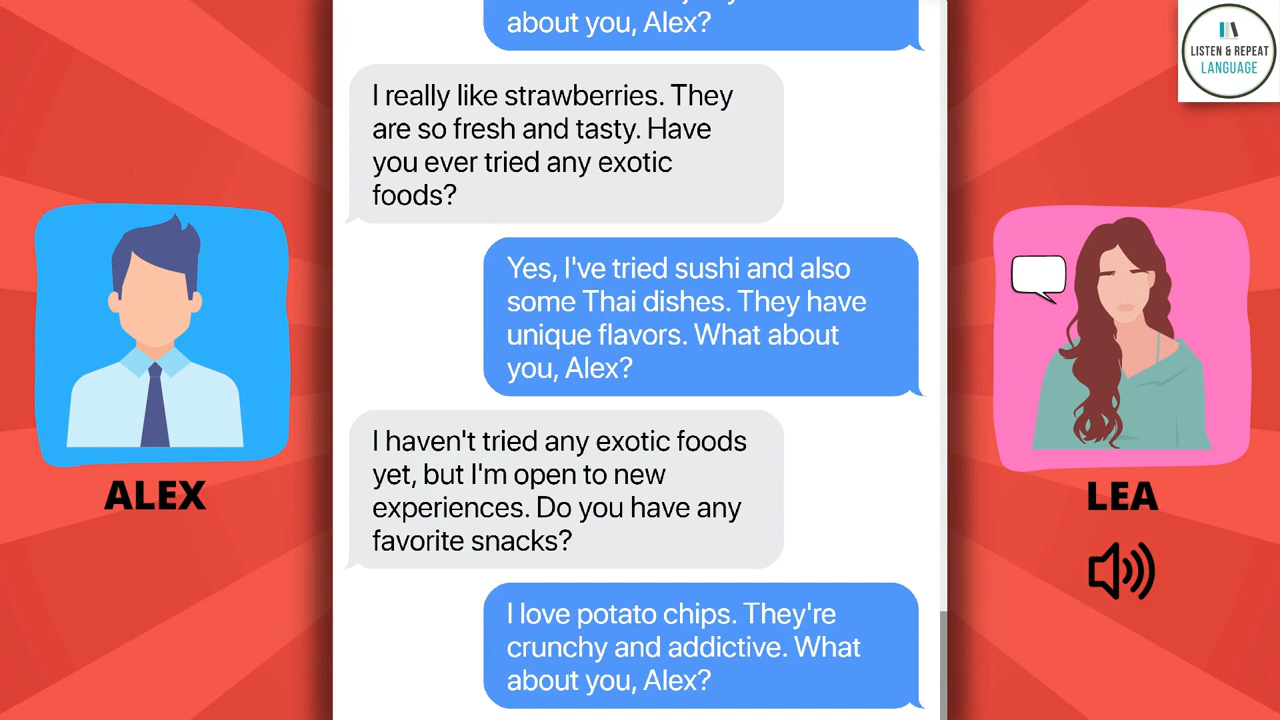 about you, Alex?
LISTEN & REPEAT
LANGUAGE
I really like strawberries. They
are so fresh and tasty. Have
you ever tried any exotic
foods?
Yes, I've tried sushi and also
some Thai dishes. They have
unique flavors. What about
you, Alex?
I haven't tried any exotic foods
yet, but I'm open to new
experiences. Do you have any
favorite snacks?
ALEX
LEA
I love potato chips. They're
crunchy and addictive. What
about you, Alex?